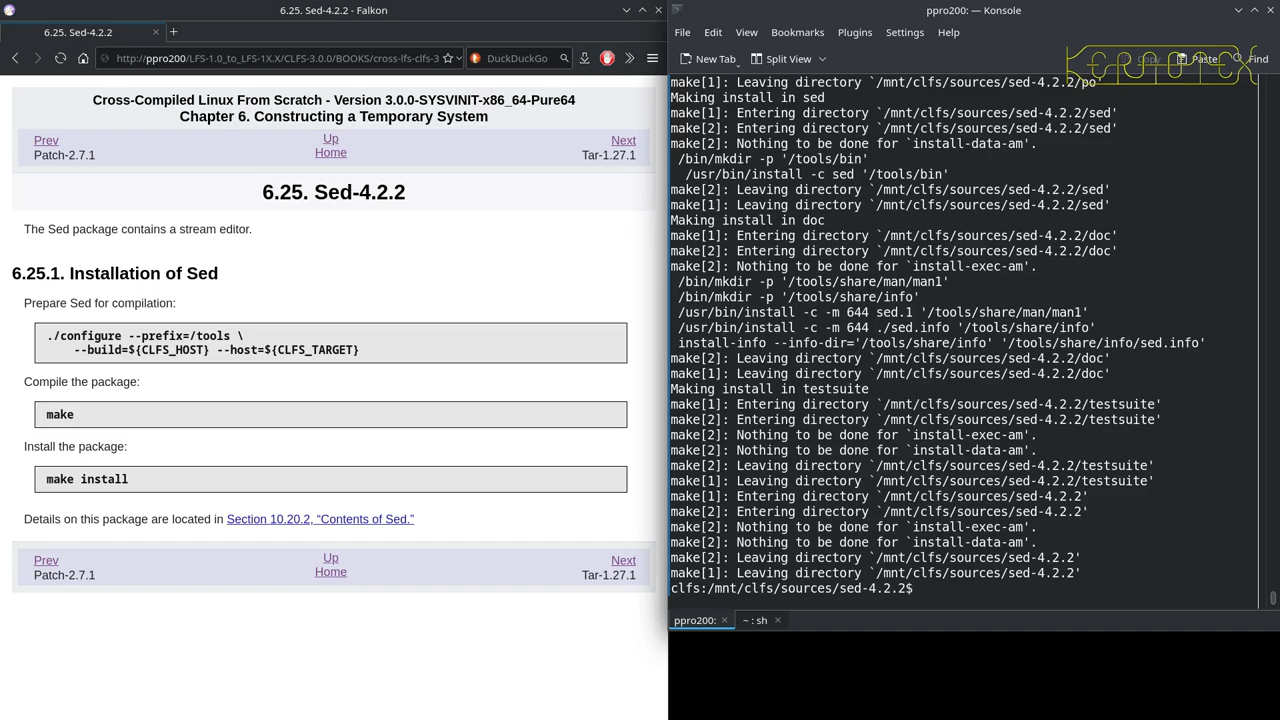 6.25. Sed-4.2.2 - Falkon
6.25. Sed-4.2.2
http://ppro200/LFS-1.0_to_LFS-1X.X/CLFS-3.0.0/BOOKS/cross-lfs-clfs-3
DuckDuckGo
Cross-Compiled Linux From Scratch - Version 3.0.0-SYSVINIT-x86_64-Pure64
Chapter 6. Constructing a Temporary System
Prev Up Next
Patch-2.7.1 Home Tar-1.27.1
6.25. Sed-4.2.2
The Sed package contains a stream editor.
6.25.1. Installation of Sed
Prepare Sed for compilation:
./configure --prefix=/tools \
--build=${CLFS_HOST} --host=${CLFS_TARGET}
Compile the package:
make
Install the package:
make install
Details on this package are located in Section 10.20.2, “Contents of Sed.”
Prev Up Next
Patch-2.7.1 Home Tar-1.27.1
ppro200: — Konsole
File Edit View Bookmarks Plugins Settings Help
New Tab Split View Copy Paste Find
make[1]: Leaving directory `/mnt/clfs/sources/sed-4.2.2/po'
Making install in sed
make[1]: Entering directory `/mnt/clfs/sources/sed-4.2.2/sed'
make[2]: Entering directory `/mnt/clfs/sources/sed-4.2.2/sed'
make[2]: Nothing to be done for `install-data-am'.
/bin/mkdir -p '/tools/bin'
/usr/bin/install -c sed '/tools/bin'
make[2]: Leaving directory `/mnt/clfs/sources/sed-4.2.2/sed'
make[1]: Leaving directory `/mnt/clfs/sources/sed-4.2.2/sed'
Making install in doc
make[1]: Entering directory `/mnt/clfs/sources/sed-4.2.2/doc'
make[2]: Entering directory `/mnt/clfs/sources/sed-4.2.2/doc'
make[2]: Nothing to be done for `install-exec-am'.
/bin/mkdir -p '/tools/share/man/man1'
/bin/mkdir -p '/tools/share/info'
/usr/bin/install -c -m 644 sed.1 '/tools/share/man/man1'
/usr/bin/install -c -m 644 ./sed.info '/tools/share/info'
install-info --info-dir='/tools/share/info' '/tools/share/info/sed.info'
make[2]: Leaving directory `/mnt/clfs/sources/sed-4.2.2/doc'
make[1]: Leaving directory `/mnt/clfs/sources/sed-4.2.2/doc'
Making install in testsuite
make[1]: Entering directory `/mnt/clfs/sources/sed-4.2.2/testsuite'
make[2]: Entering directory `/mnt/clfs/sources/sed-4.2.2/testsuite'
make[2]: Nothing to be done for `install-exec-am'.
make[2]: Nothing to be done for `install-data-am'.
make[2]: Leaving directory `/mnt/clfs/sources/sed-4.2.2/testsuite'
make[1]: Leaving directory `/mnt/clfs/sources/sed-4.2.2/testsuite'
make[1]: Entering directory `/mnt/clfs/sources/sed-4.2.2'
make[2]: Entering directory `/mnt/clfs/sources/sed-4.2.2'
make[2]: Nothing to be done for `install-exec-am'.
make[2]: Nothing to be done for `install-data-am'.
make[2]: Leaving directory `/mnt/clfs/sources/sed-4.2.2'
make[1]: Leaving directory `/mnt/clfs/sources/sed-4.2.2'
clfs:/mnt/clfs/sources/sed-4.2.2$
ppro200: ~ : sh